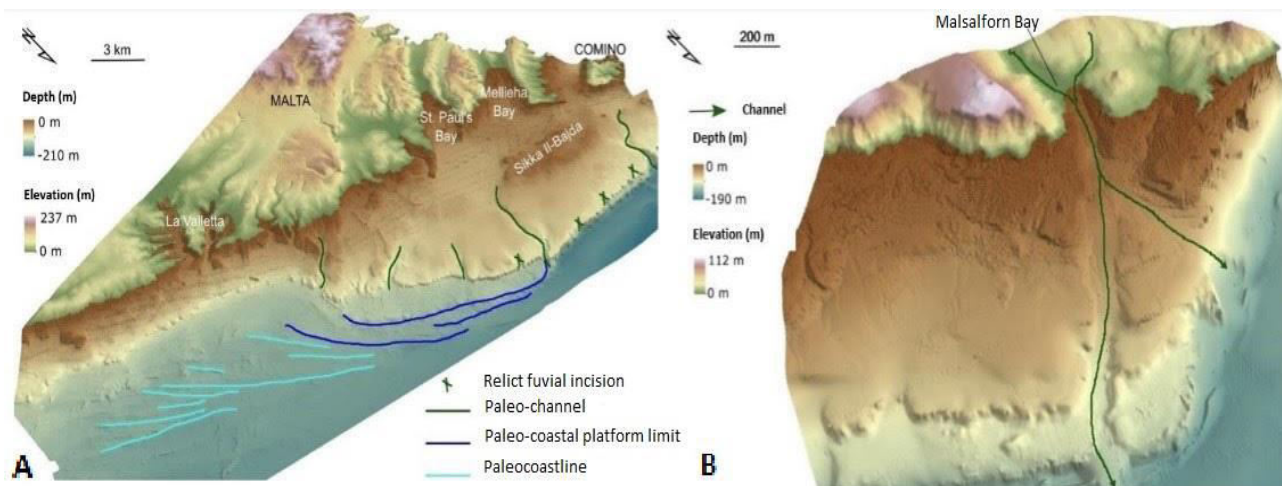 N
3 km
Depth (m)
0 m
-210 m
Elevation (m)
237 m
0 m
MALTA
COMINO
Mellieha
Bay
St. Paul's
Bay
Sikka Il-Bajda
La Valletta
Relict fluvial incision
Paleo-channel
Paleo-coastal platform limit
Paleocoastline
A
Malsalforn Bay
N
200 m
Channel
Depth (m)
0 m
-190 m
Elevation (m)
112 m
0 m
B